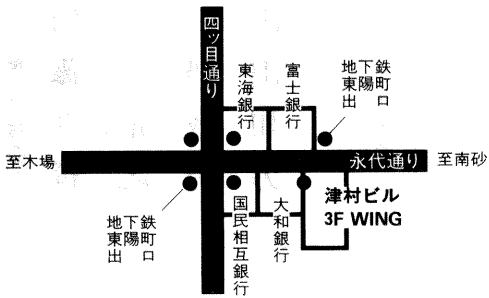 四ッ目通り
東海銀行
富士銀行
地下鉄
東陽町
出口
至木場
永代通り
至南砂
津村ビル
3F WING
地下鉄
東陽町
出口
国民相互銀行
大和銀行